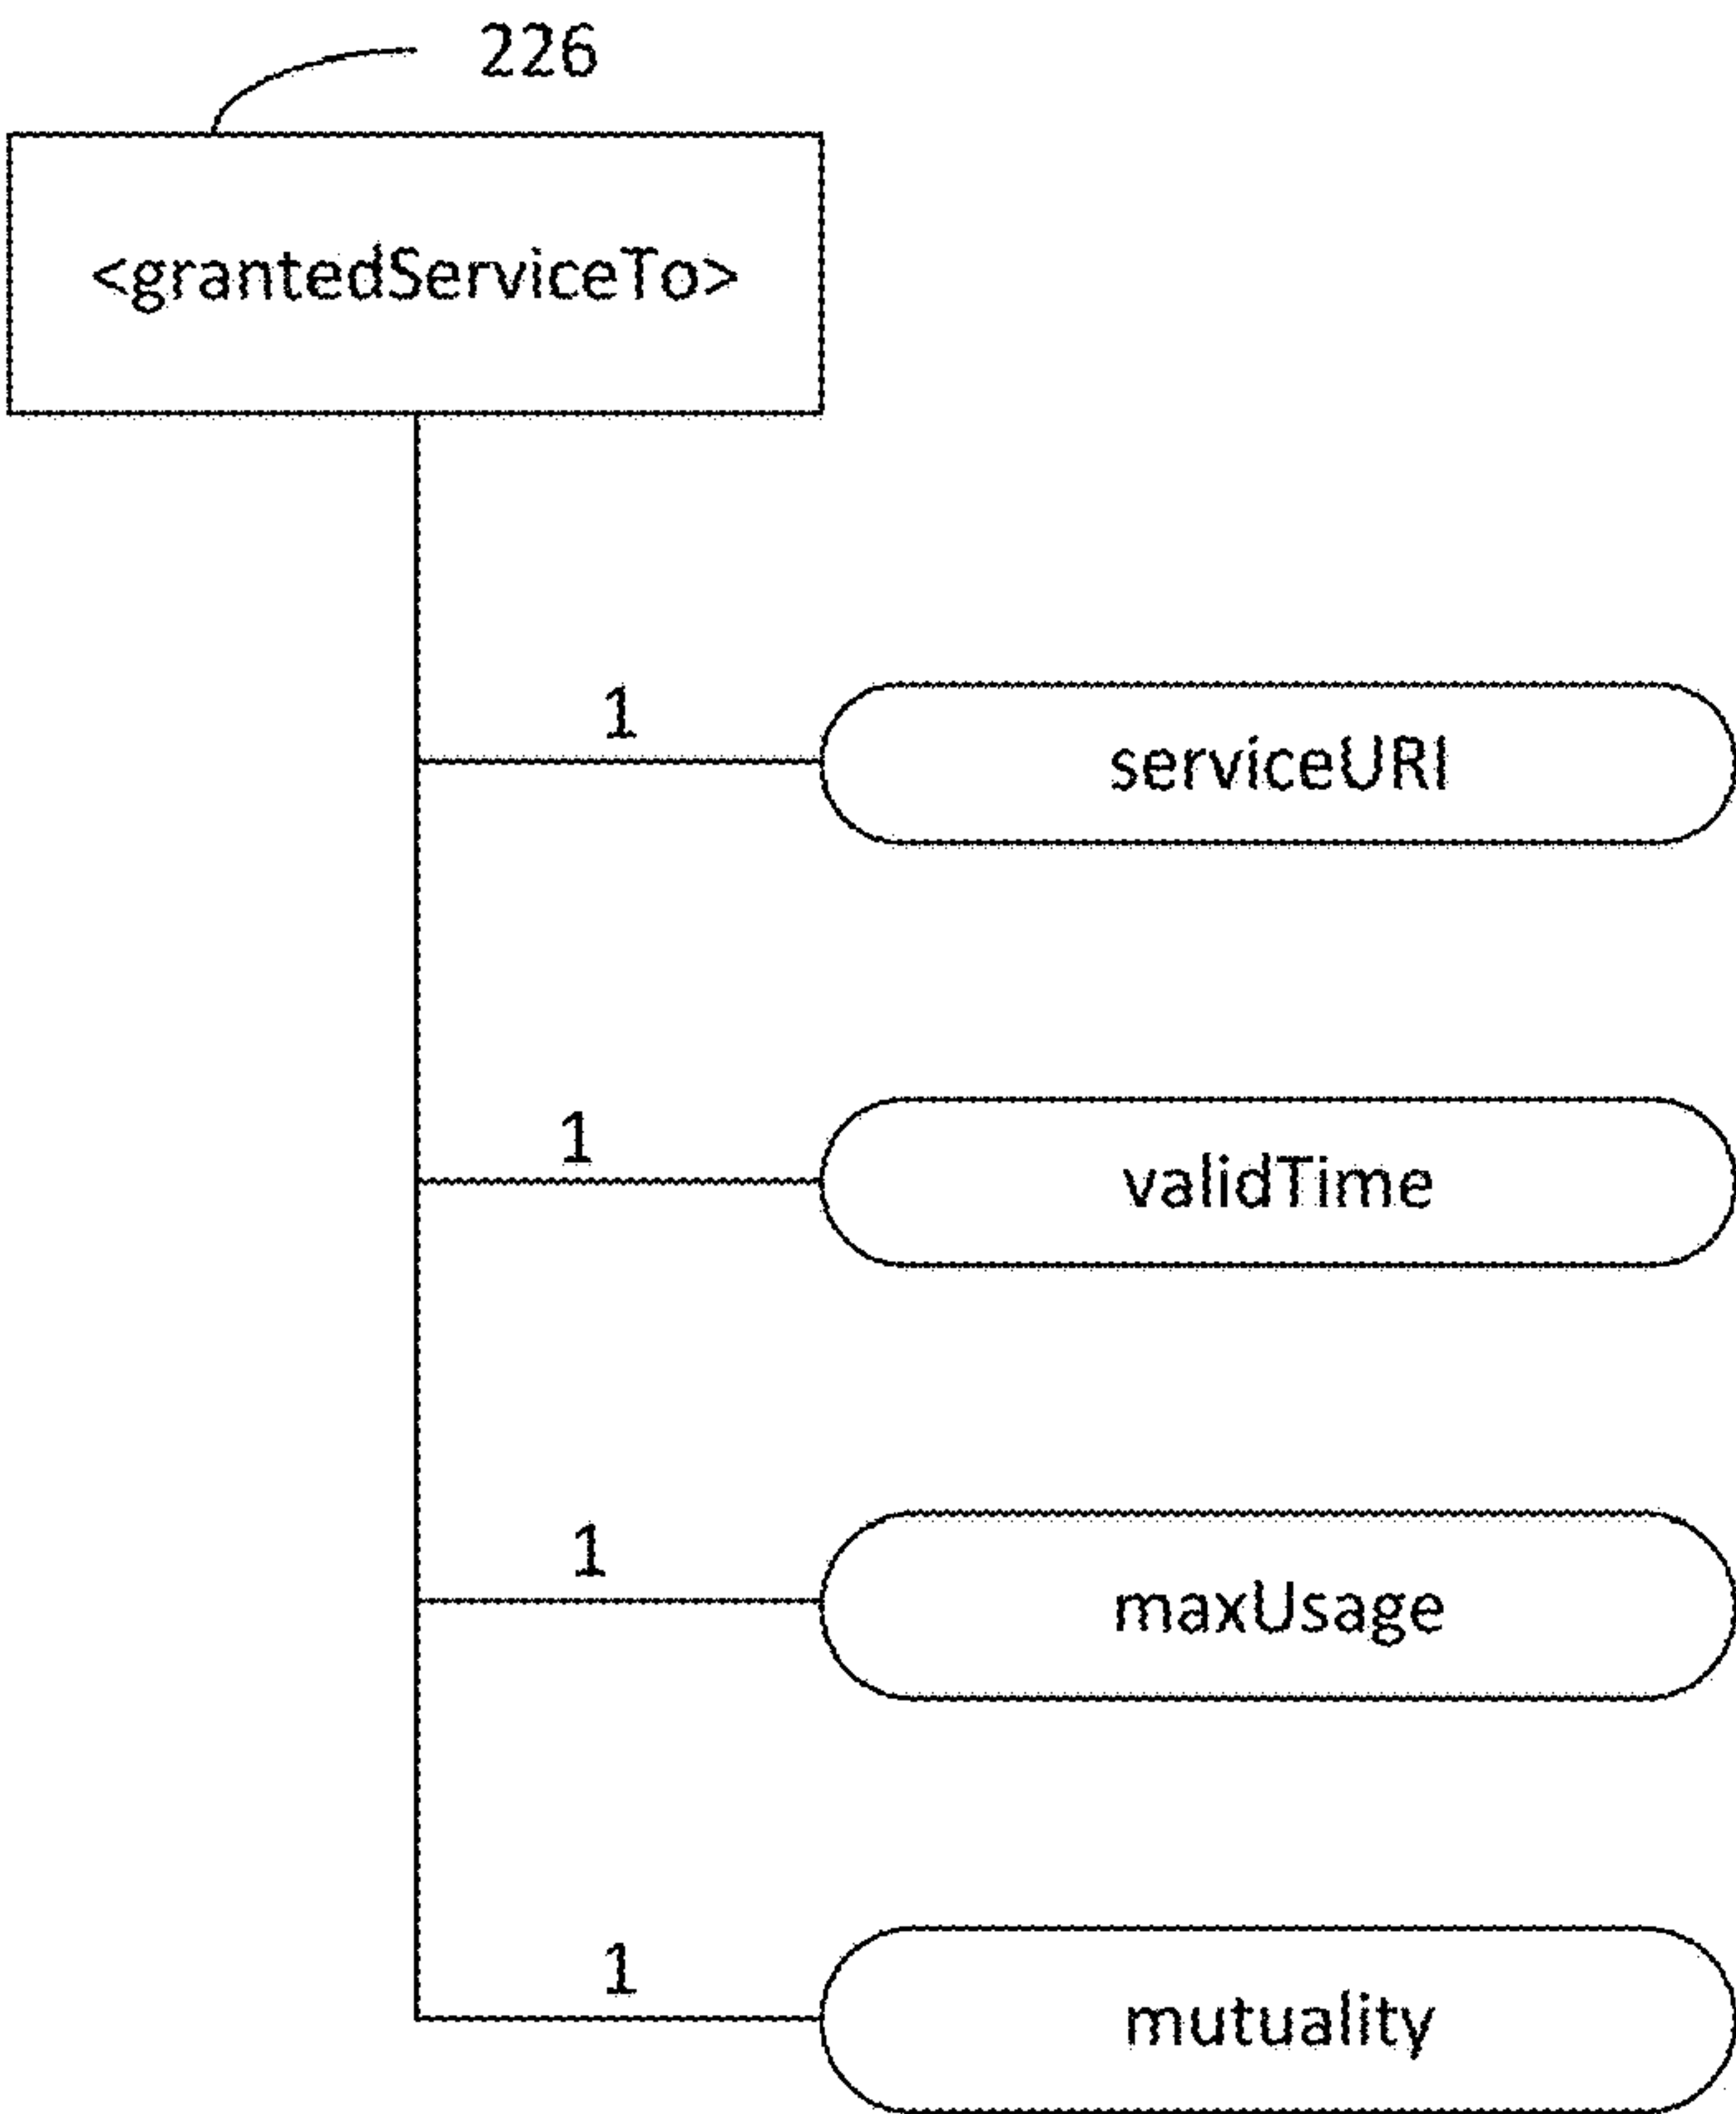 226
<grantedServiceTo>
1
serviceURI
1
validTime
1
maxUsage
1
mutuality